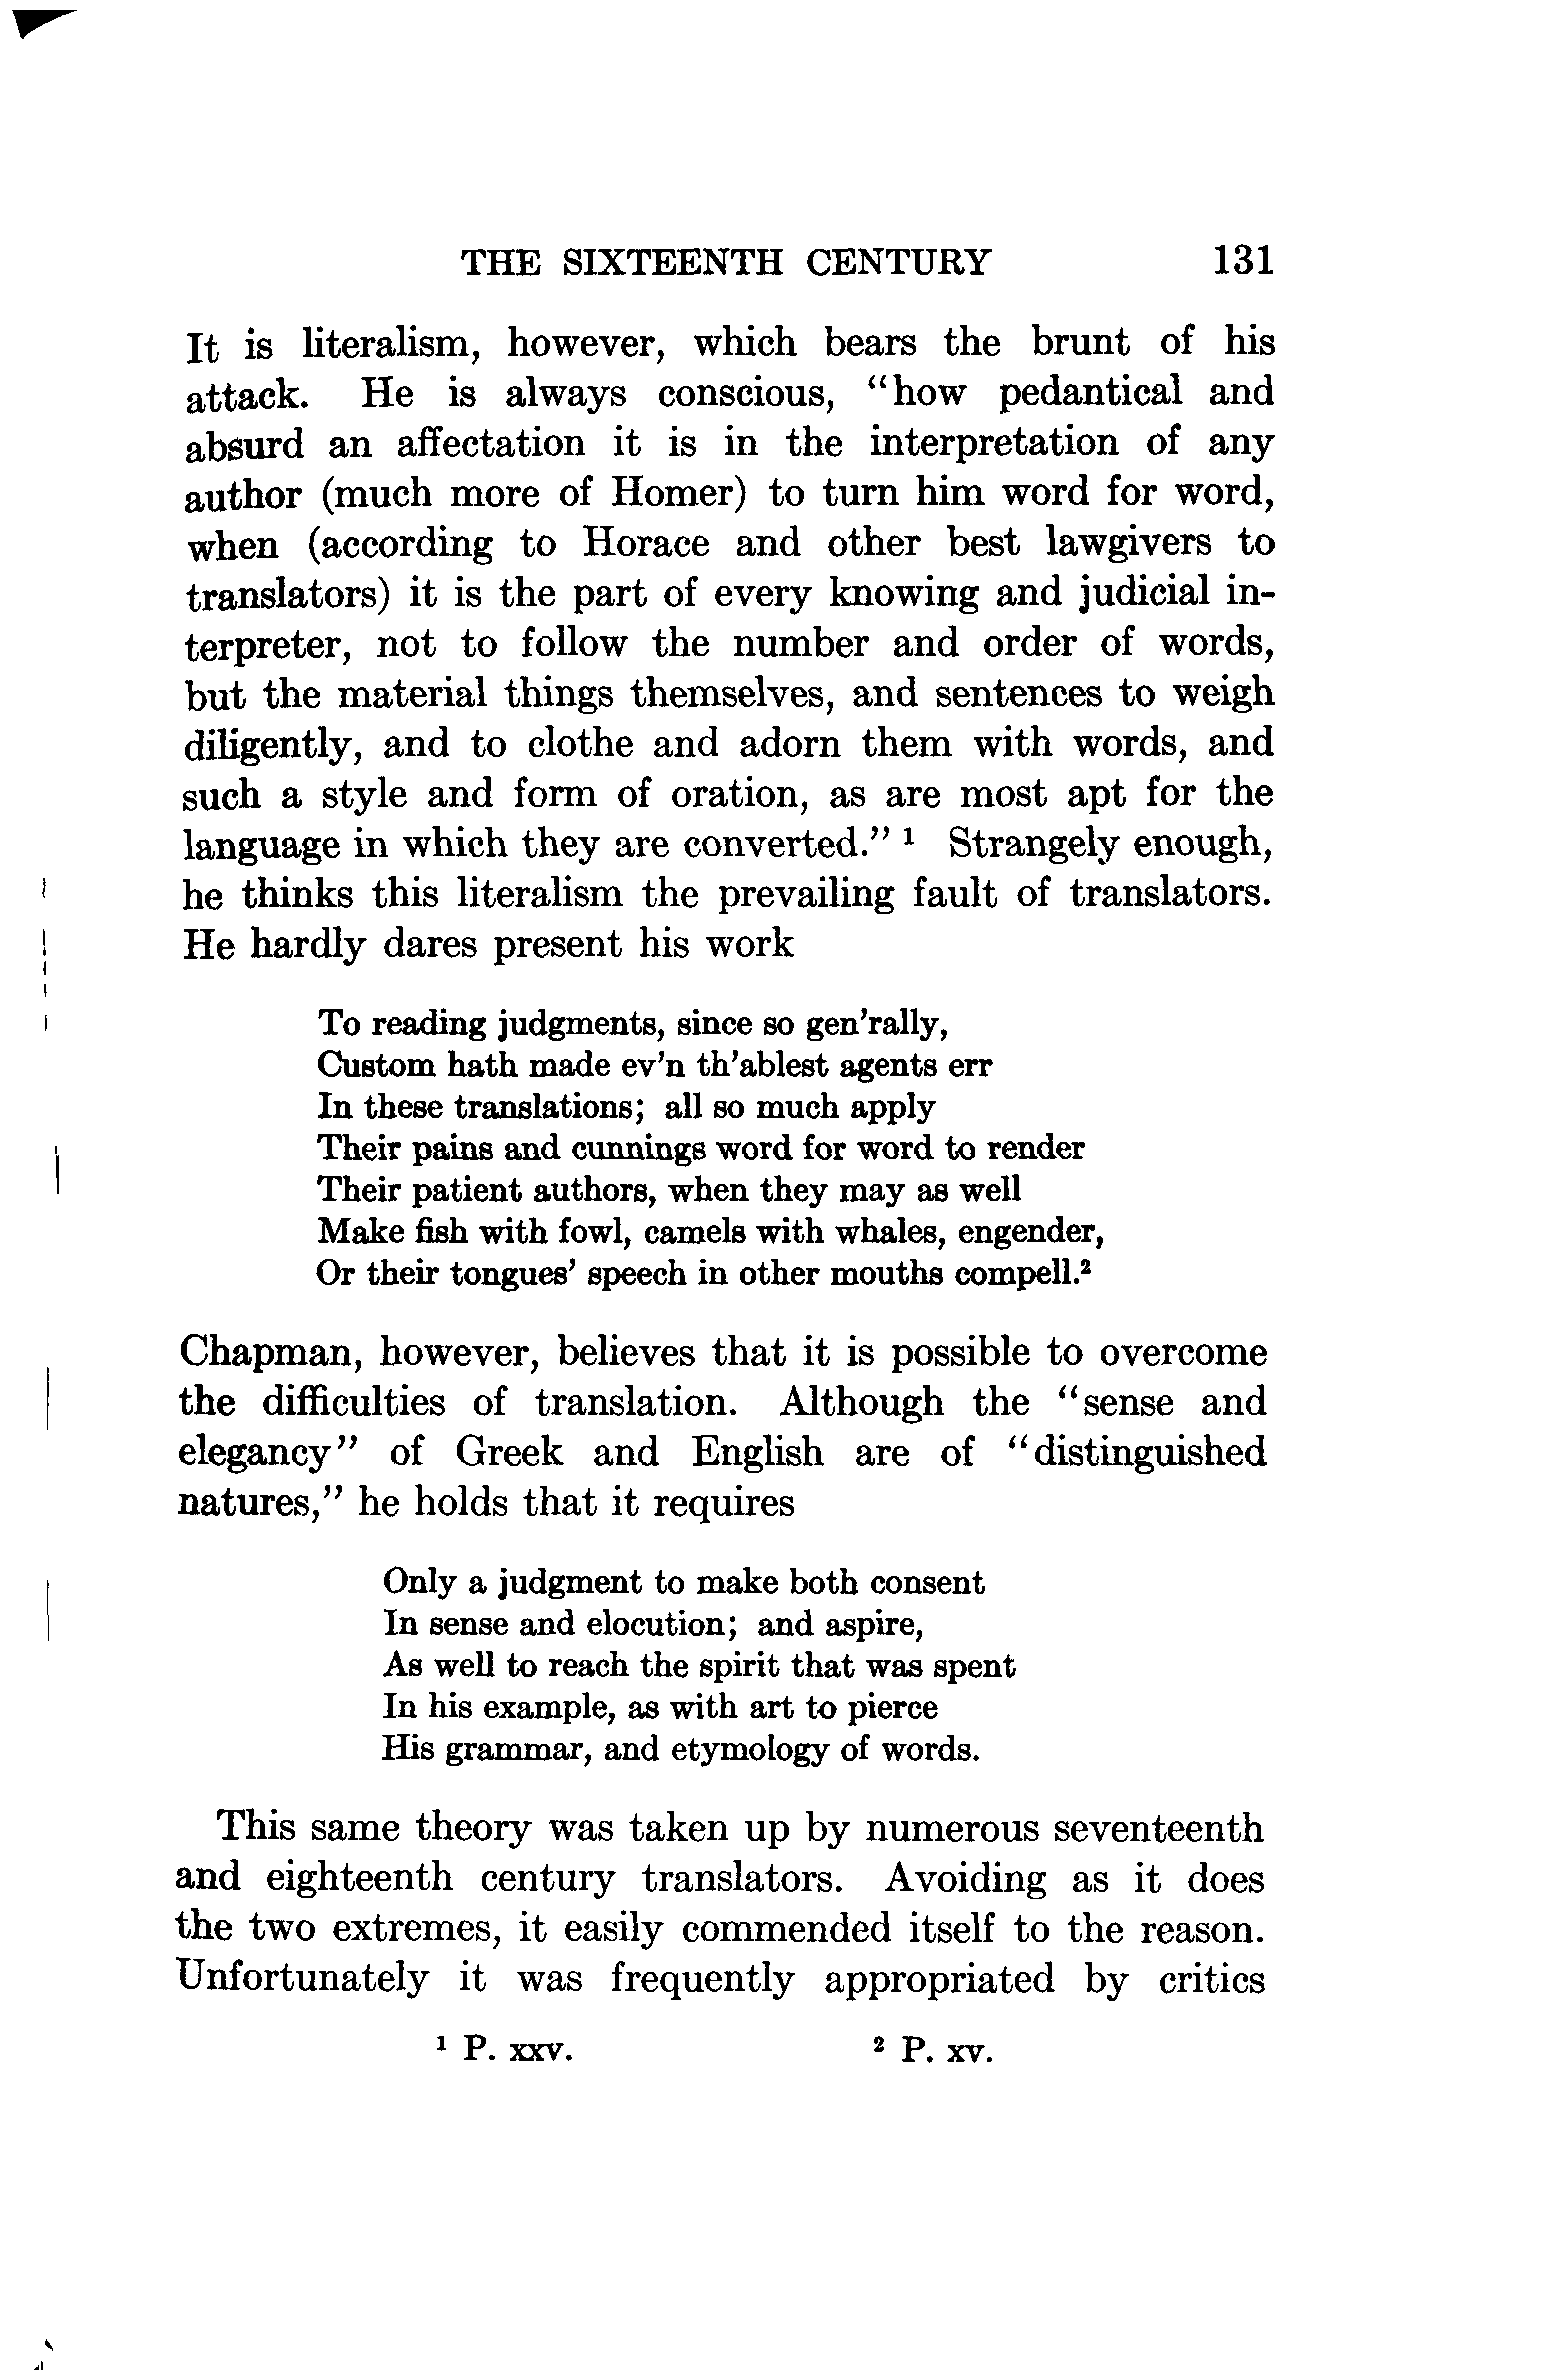 THE SIXTEENTH CENTURY 131
It is literalism, however, which bears the brunt of his
attack. He is always conscious, "how pedantical and
absurd an affectation it is in the interpretation of any
author (much more of Homer) to turn him word for word,
when (according to Horace and other best lawgivers to
translators) it is the part of every knowing and judicial in-
terpreter, not to follow the number and order of words,
but the material things themselves, and sentences to weigh
diligently, and to clothe and adorn them with words, and
such a style and form of oration, as are most apt for the
language in which they are converted." ¹ Strangely enough,
he thinks this literalism the prevailing fault of translators.
He hardly dares present his work
To reading judgments, since so gen'rally,
Custom hath made ev'n th'ablest agents err
In these translations; all so much apply
Their pains and cunnings word for word to render
Their patient authors, when they may as well
Make fish with fowl, camels with whales, engender,
Or their tongues' speech in other mouths compell.²
Chapman, however, believes that it is possible to overcome
the difficulties of translation. Although the "sense and
elegancy" of Greek and English are of "distinguished
natures," he holds that it requires
Only a judgment to make both consent
In sense and elocution; and aspire,
As well to reach the spirit that was spent
In his example, as with art to pierce
His grammar, and etymology of words.
This same theory was taken up by numerous seventeenth
and eighteenth century translators. Avoiding as it does
the two extremes, it easily commended itself to the reason.
Unfortunately it was frequently appropriated by critics
¹ P. xxv. ² P. xv.